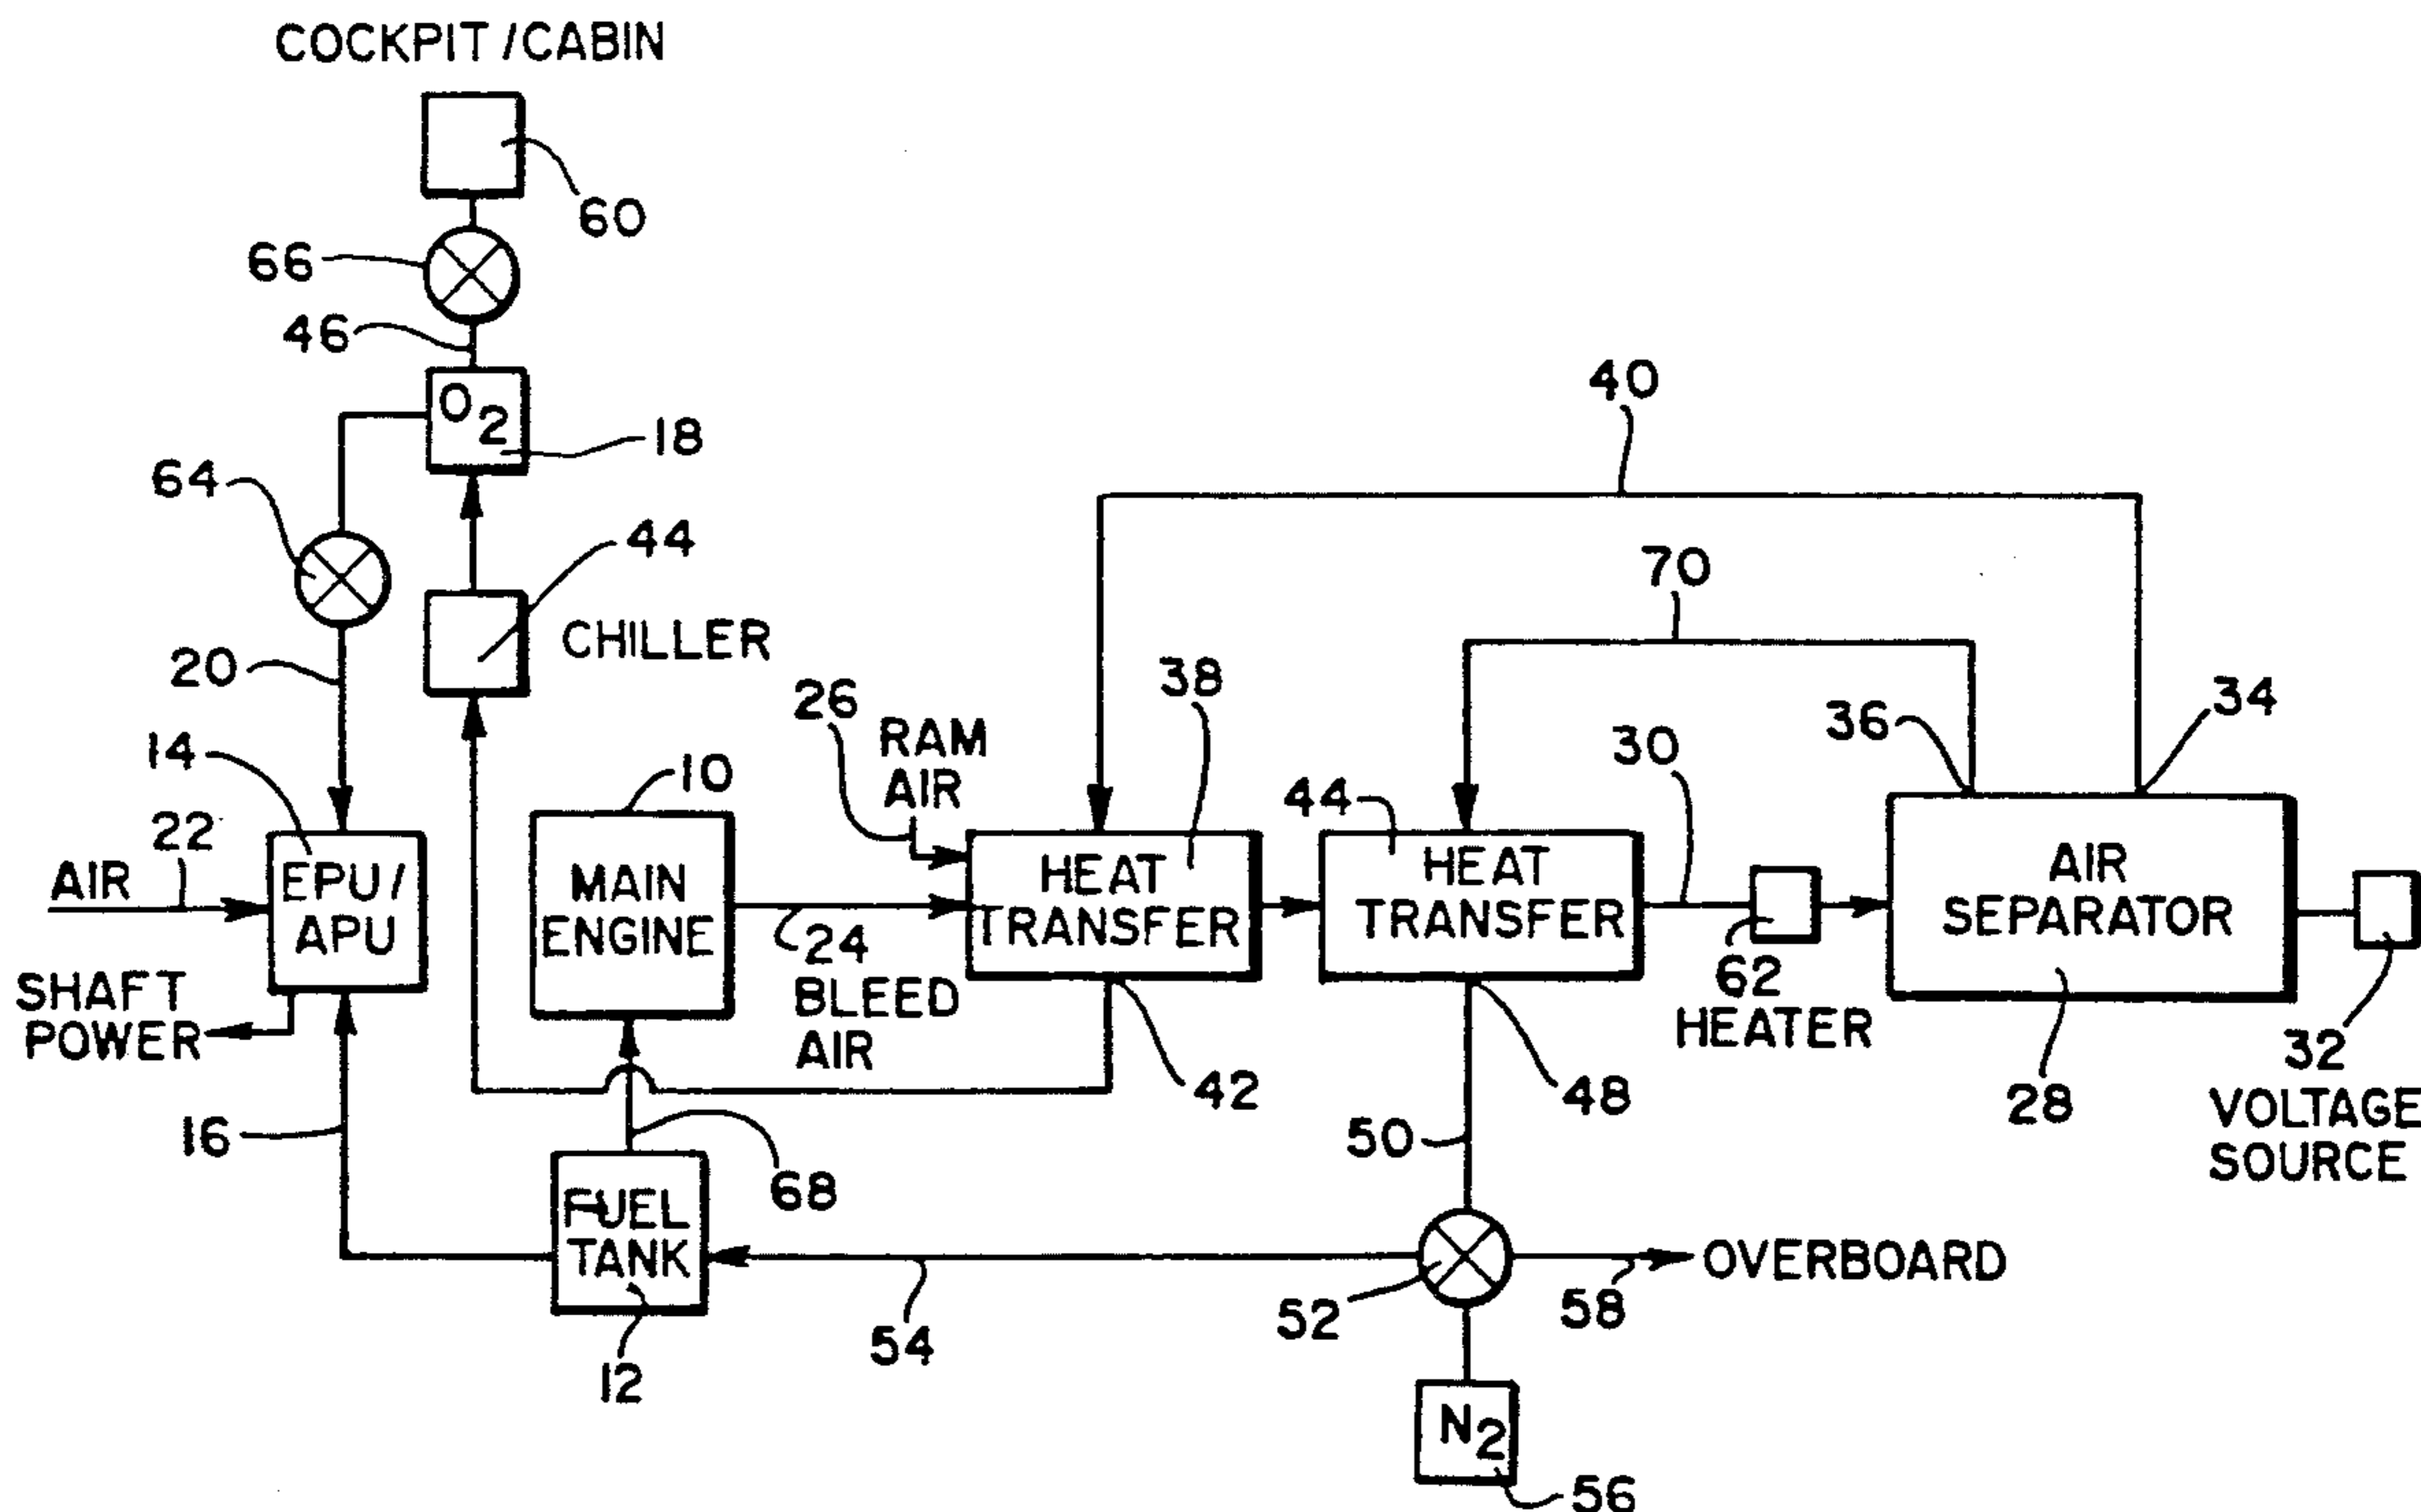 COCKPIT/CABIN
60
66
46
O2
18
40
64
44
CHILLER
70
20
38
34
26
RAM
AIR
36
30
14
10
44
22
AIR
EPU/
APU
MAIN
ENGINE
HEAT
TRANSFER
HEAT
TRANSFER
AIR
SEPARATOR
24
BLEED
AIR
SHAFT
POWER
62
HEATER
32
VOLTAGE
SOURCE
42
48
28
16
50
68
FUEL
TANK
OVERBOARD
52
58
54
12
N2
56